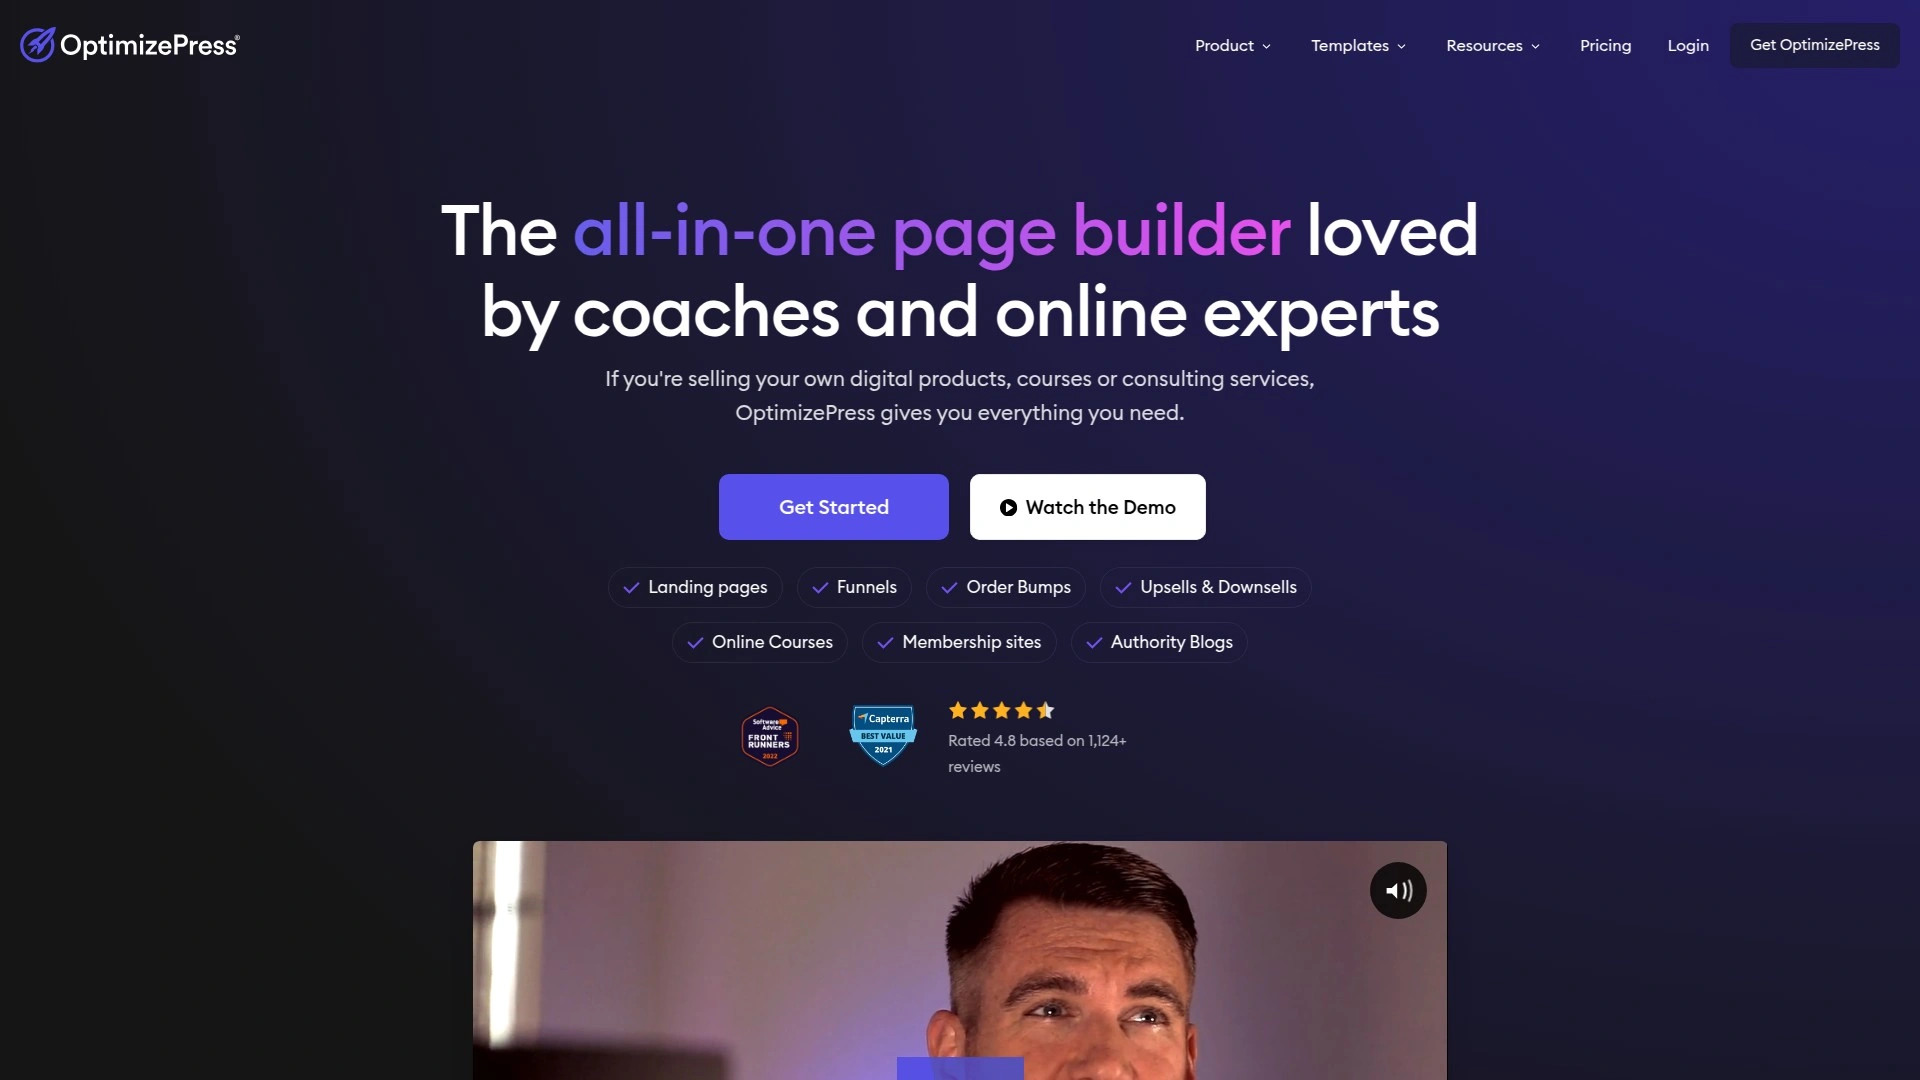 OptimizePress®
Product
Templates
Resources
Pricing
Login
Get OptimizePress
The all-in-one page builder loved
by coaches and online experts
If you're selling your own digital products, courses or consulting services,
OptimizePress gives you everything you need.
Get Started
Watch the Demo
Landing pages
Funnels
Order Bumps
Upsells & Downsells
Online Courses
Membership sites
Authority Blogs
Software
Advice
FRONT
RUNNERS
2022
Capterra
BEST VALUE
2021
Rated 4.8 based on 1,124+
reviews